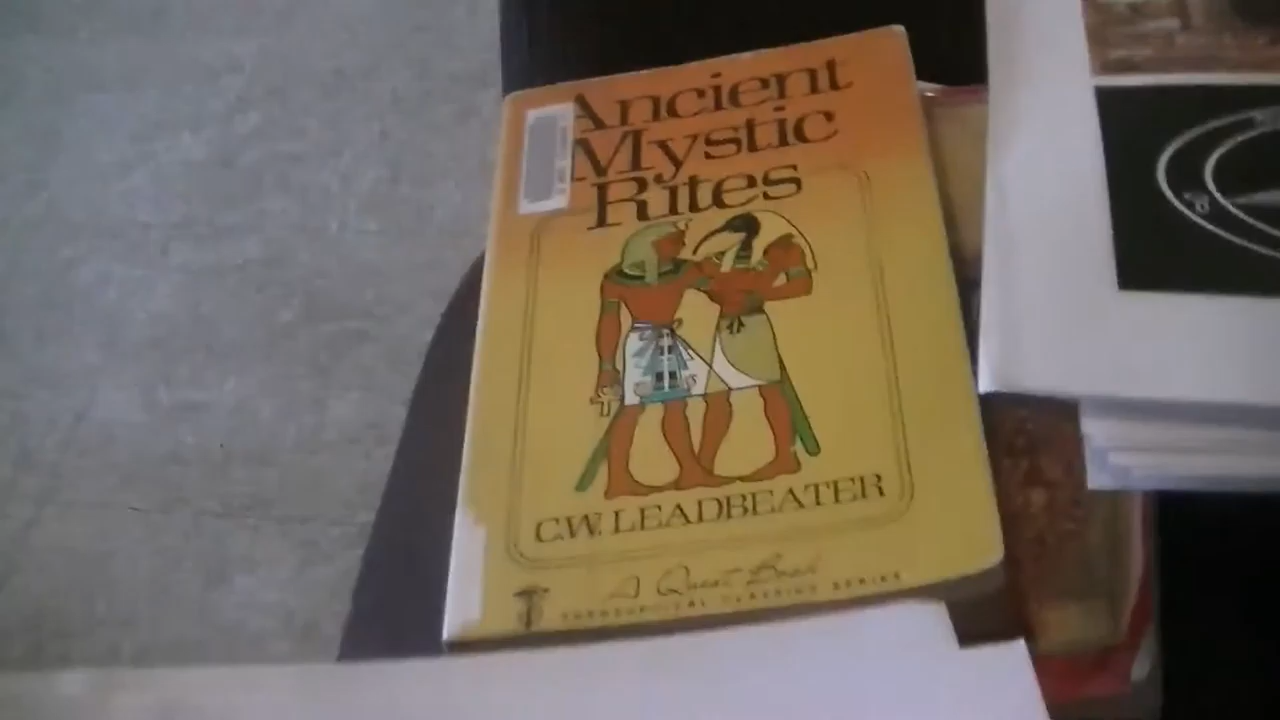 Ancient
Mystic
Rites
C.W. LEADBEATER
A Quest Book
THEOSOPHICAL CLASSICS SERIES